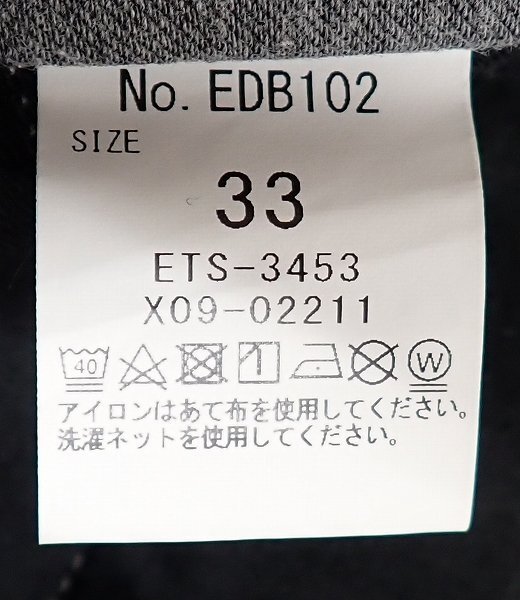 No. EDB102
SIZE
33
ETS-3453
X09-02211
40 W
アイロンはあて布を使用してください。
洗濯ネットを使用してください。